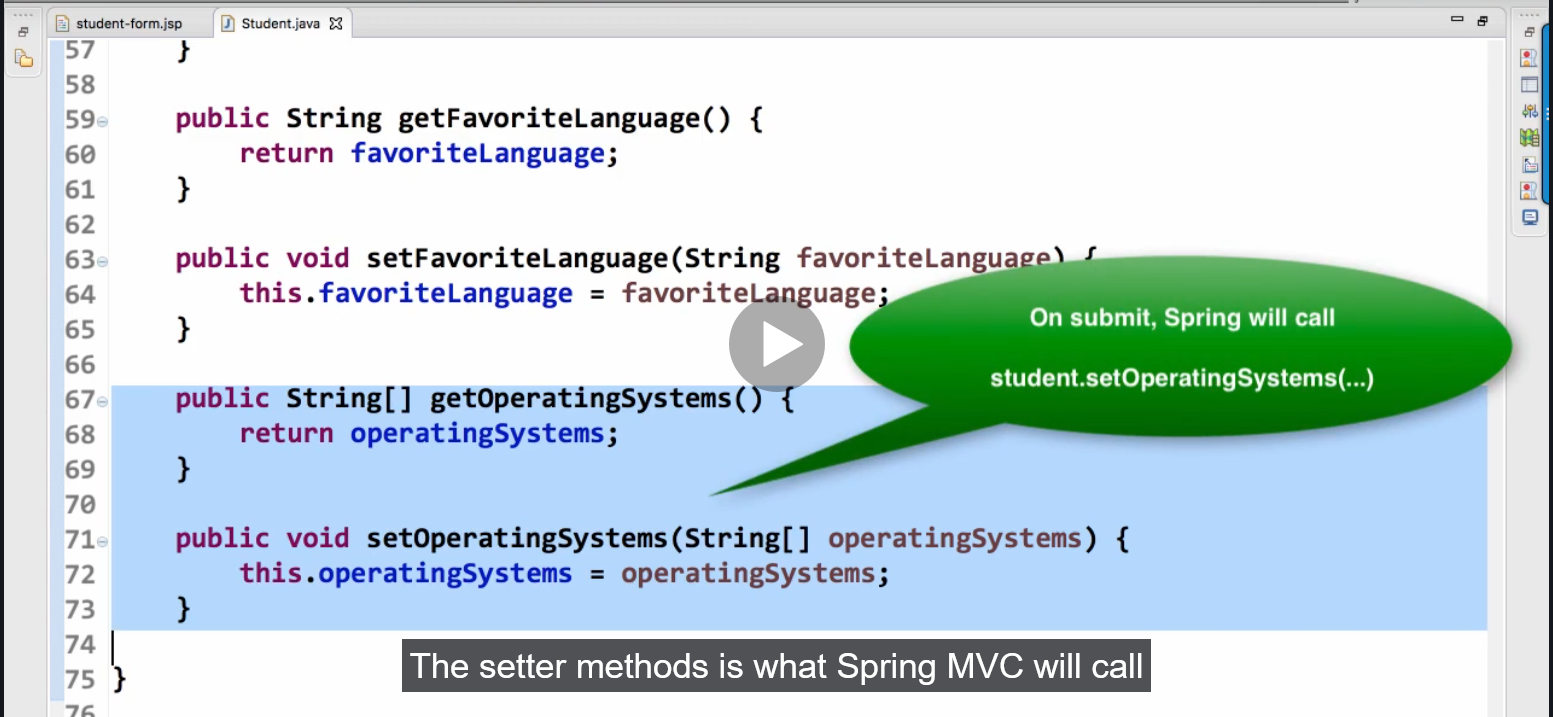 student-form.jsp
Student.java
57 }
58
59 public String getFavoriteLanguage() {
60 return favoriteLanguage;
61 }
62
63 public void setFavoriteLanguage(String favoriteLanguage) {
64 this.favoriteLanguage = favoriteLanguage;
65 }
66
67 public String[] getOperatingSystems() {
68 return operatingSystems;
69 }
70
71 public void setOperatingSystems(String[] operatingSystems) {
72 this.operatingSystems = operatingSystems;
73 }
74
75 }
76
On submit, Spring will call
student.setOperatingSystems(...)
The setter methods is what Spring MVC will call